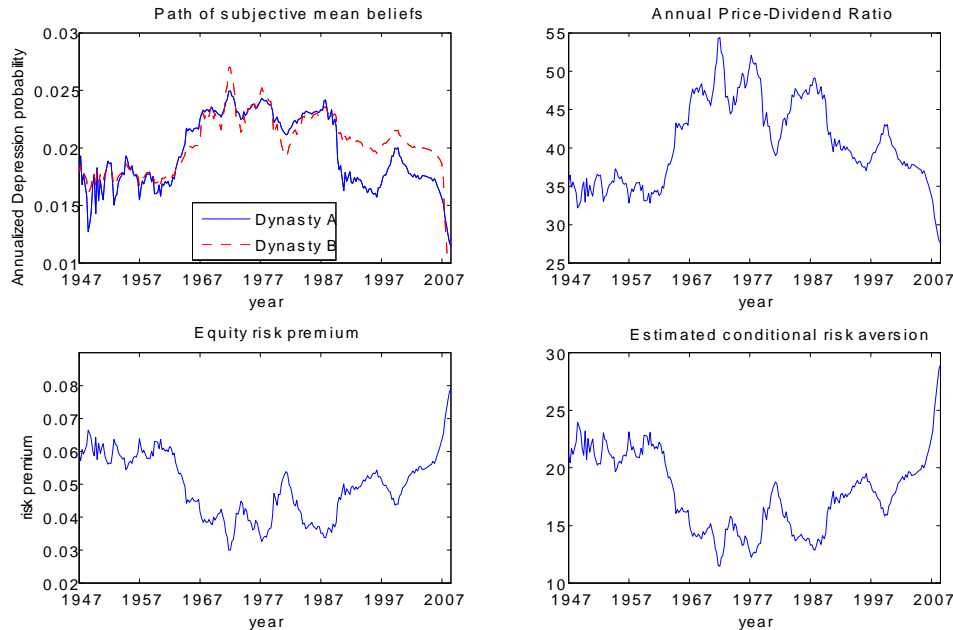 Path of subjective mean beliefs
Annualized Depression probability
0.03
0.025
0.02
0.015
0.01
Dynasty A
Dynasty B
1947 1957 1967 1977 1987 1997 2007
year
Annual Price-Dividend Ratio
55
50
45
40
35
30
25
1947 1957 1967 1977 1987 1997 2007
year
Equity risk premium
risk premium
0.08
0.07
0.06
0.05
0.04
0.03
0.02
1947 1957 1967 1977 1987 1997 2007
year
Estimated conditional risk aversion
30
25
20
15
10
1947 1957 1967 1977 1987 1997 2007
year